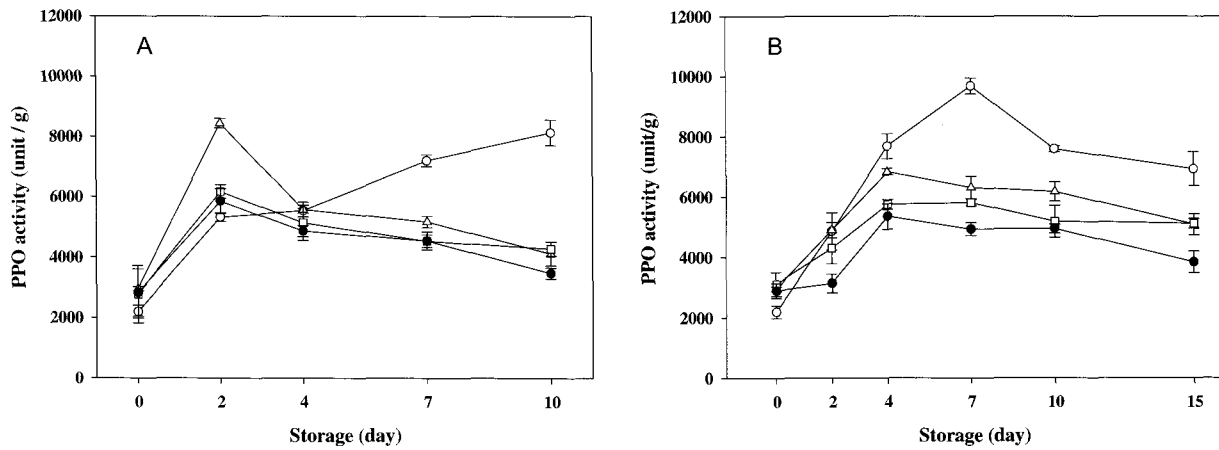 A
PPO activity (unit / g)
12000
10000
8000
6000
4000
2000
0
0 2 4 7 10
Storage (day)
B
PPO activity (unit/g)
12000
10000
8000
6000
4000
2000
0
0 2 4 7 10 15
Storage (day)